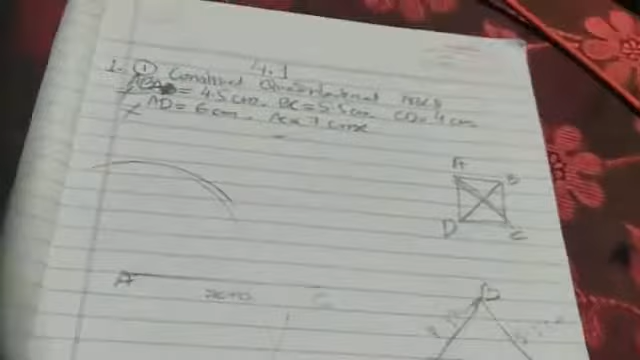 4.1
1. ① Construct Quadrilateral
AB = 4.5 cm. BC = 5.5 cm CD = 4 cm
AD = 6 cm. AC = 7 cm
A
D C
A
D